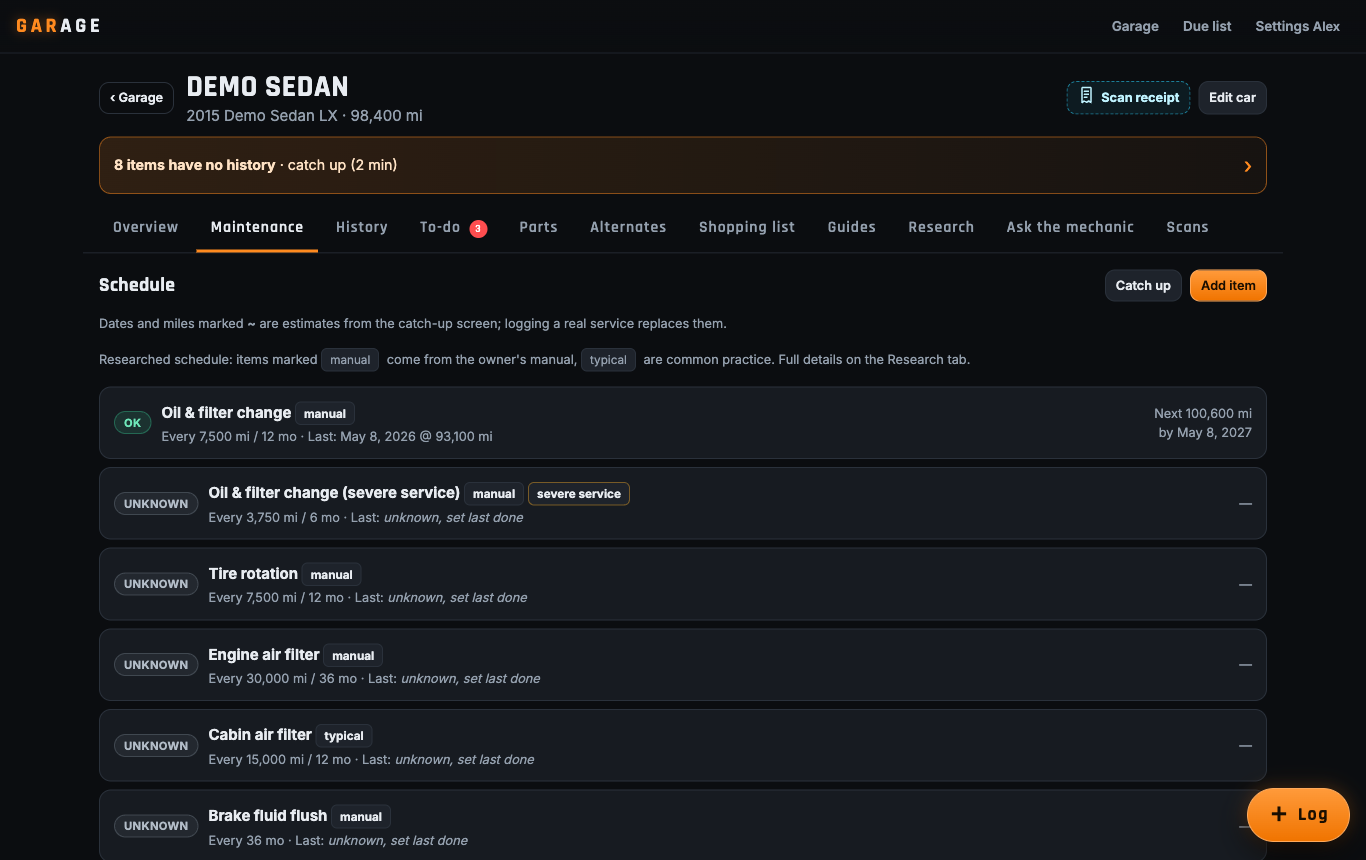 GARAGE
Garage Due list Settings Alex
‹ Garage
DEMO SEDAN
2015 Demo Sedan LX · 98,400 mi
Scan receipt
Edit car
8 items have no history · catch up (2 min)
Overview Maintenance History To-do 3 Parts Alternates Shopping list Guides Research Ask the mechanic Scans
Schedule
Catch up
Add item
Dates and miles marked ~ are estimates from the catch-up screen; logging a real service replaces them.
Researched schedule: items marked manual come from the owner's manual, typical are common practice. Full details on the Research tab.
OK
Oil & filter change manual
Every 7,500 mi / 12 mo · Last: May 8, 2026 @ 93,100 mi
Next 100,600 mi
by May 8, 2027
UNKNOWN
Oil & filter change (severe service) manual severe service
Every 3,750 mi / 6 mo · Last: unknown, set last done
—
UNKNOWN
Tire rotation manual
Every 7,500 mi / 12 mo · Last: unknown, set last done
—
UNKNOWN
Engine air filter manual
Every 30,000 mi / 36 mo · Last: unknown, set last done
—
UNKNOWN
Cabin air filter typical
Every 15,000 mi / 12 mo · Last: unknown, set last done
—
UNKNOWN
Brake fluid flush manual
Every 36 mo · Last: unknown, set last done
—
+ Log